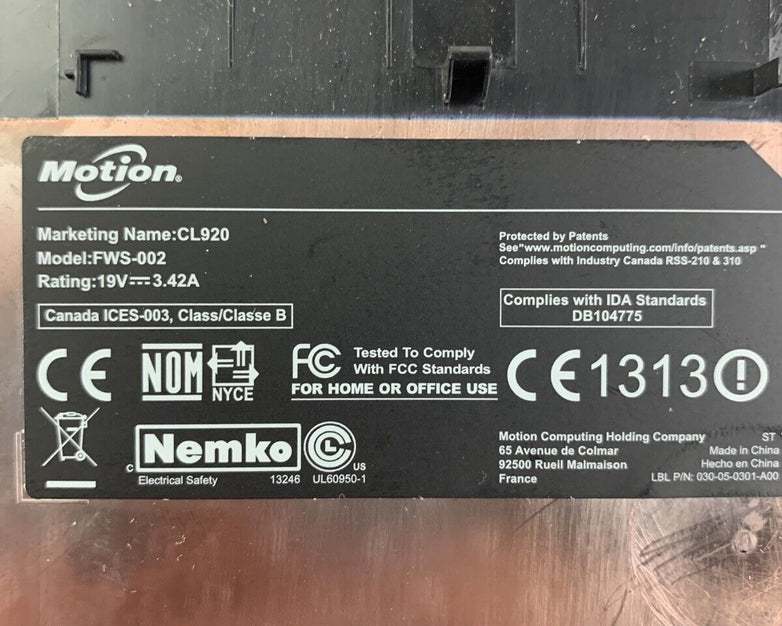 Motion®
Marketing Name:CL920
Model:FWS-002
Rating:19V⎓3.42A
Canada ICES-003, Class/Classe B
Protected by Patents
See"www.motioncomputing.com/info/patents.asp "
Complies with Industry Canada RSS-210 & 310
Complies with IDA Standards
DB104775
CE
NOM
NYCE
FC
Tested To Comply
With FCC Standards
FOR HOME OR OFFICE USE
CE1313!
c Nemko
Electrical Safety 13246
CLC US
UL60950-1
Motion Computing Holding Company
65 Avenue de Colmar
92500 Rueil Malmaison
France
ST
Made in China
Hecho en China
LBL P/N: 030-05-0301-A00